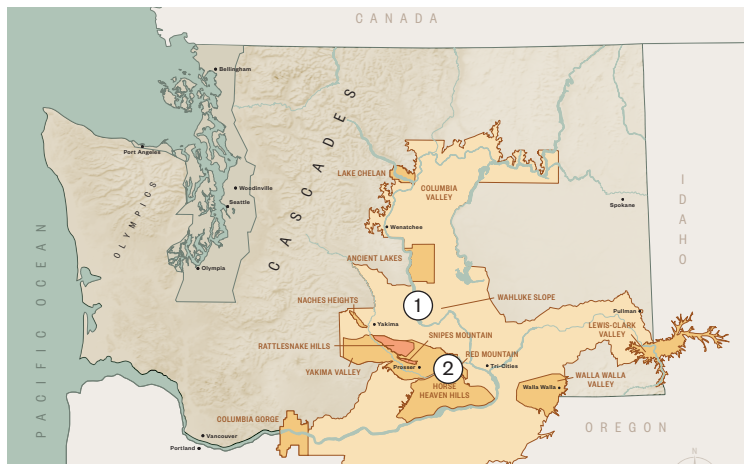 CANADA
Bellingham
CASCADES
Port Angeles
LAKE CHELAN
COLUMBIA
VALLEY
OLYMPICS
Woodinville
Seattle
Spokane
IDAHO
Wenatchee
PACIFIC OCEAN
Olympia
ANCIENT LAKES
NACHES HEIGHTS
1
WAHLUKE SLOPE
Pullman
Yakima
LEWIS-CLARK
VALLEY
SNIPES MOUNTAIN
RATTLESNAKE HILLS
RED MOUNTAIN
Prosser
2
Tri-Cities
YAKIMA VALLEY
WALLA WALLA
VALLEY
Walla Walla
HORSE
HEAVEN HILLS
COLUMBIA GORGE
OREGON
Vancouver
Portland
N